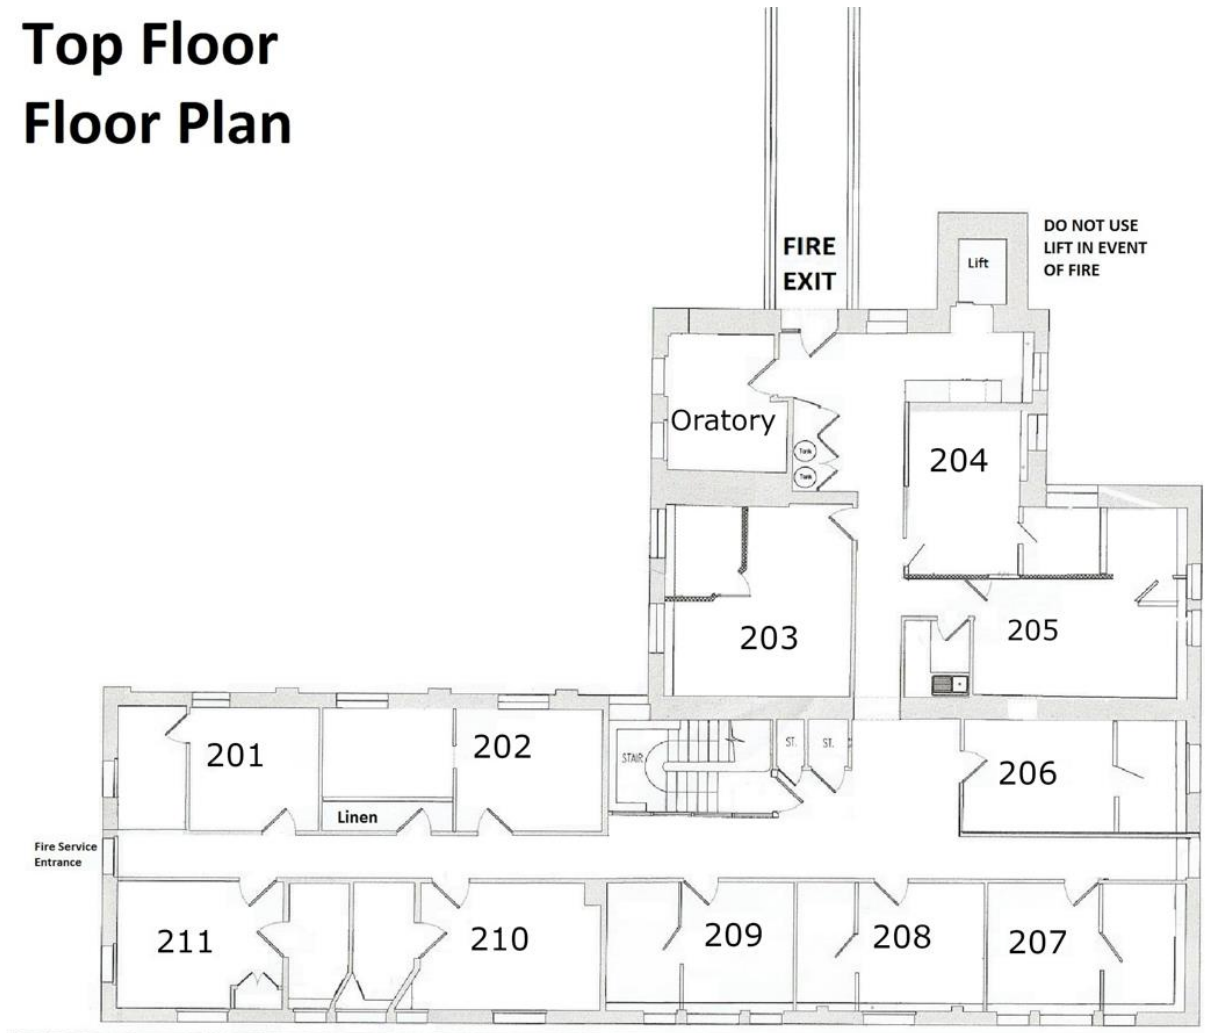 Top Floor
Floor Plan
FIRE
EXIT
DO NOT USE
LIFT IN EVENT
OF FIRE
Lift
Oratory
Tank
Tank
204
203
205
201
202
STAIR
ST.
ST.
206
Linen
Fire Service
Entrance
211
210
209
208
207